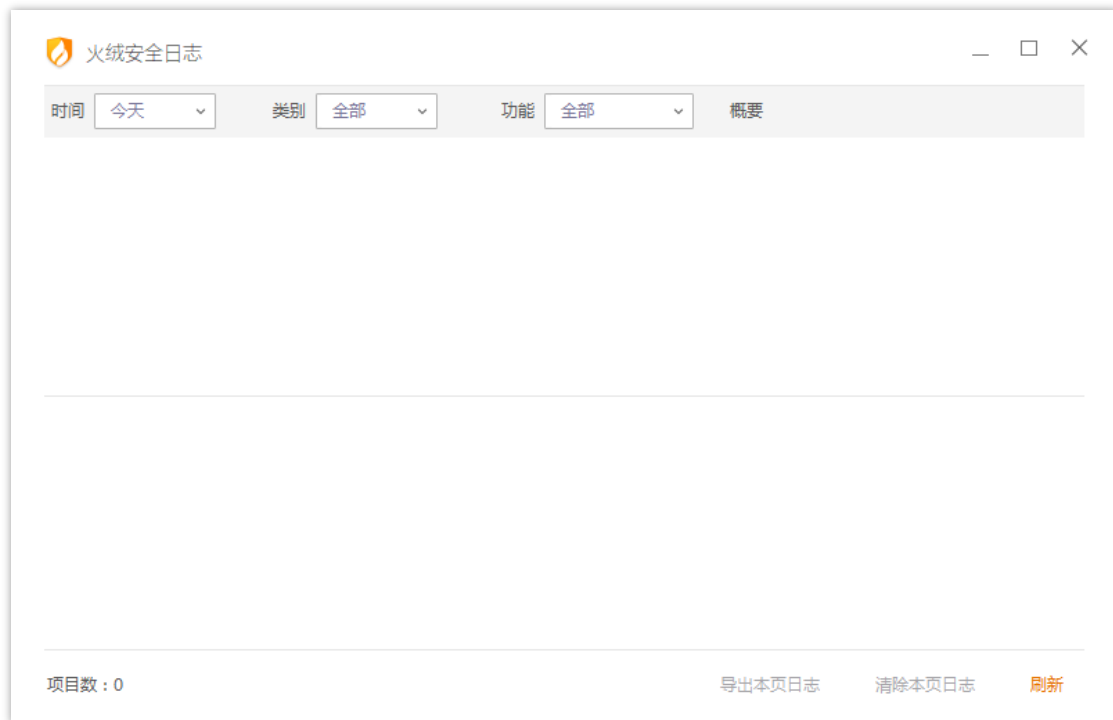 火绒安全日志
时间 今天 类别 全部 功能 全部 概要
项目数：0 导出本页日志 清除本页日志 刷新